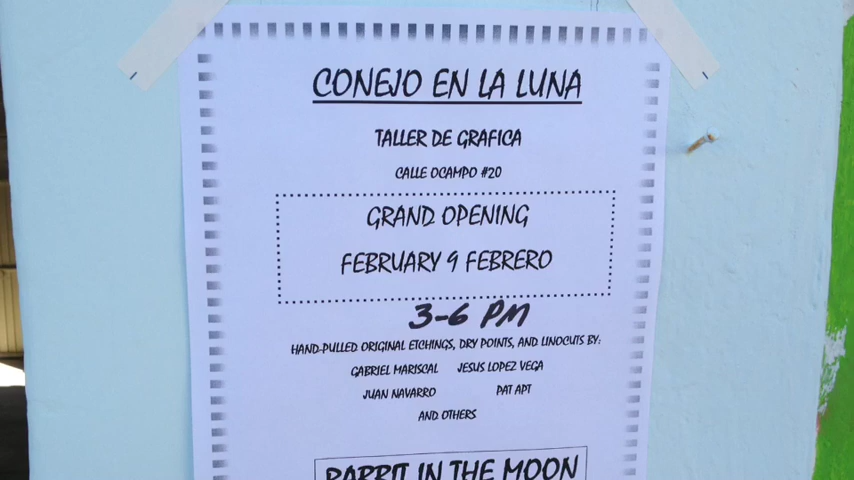 CONEJO EN LA LUNA
TALLER DE GRAFICA
CALLE OCAMPO #20
GRAND OPENING
FEBRUARY 9 FEBRERO
3-6 PM
HAND-PULLED ORIGINAL ETCHINGS, DRY POINTS, AND LINOCUTS BY:
GABRIEL MARISCAL JESUS LOPEZ VEGA
JUAN NAVARRO PAT APT
AND OTHERS
RABBIT IN THE MOON